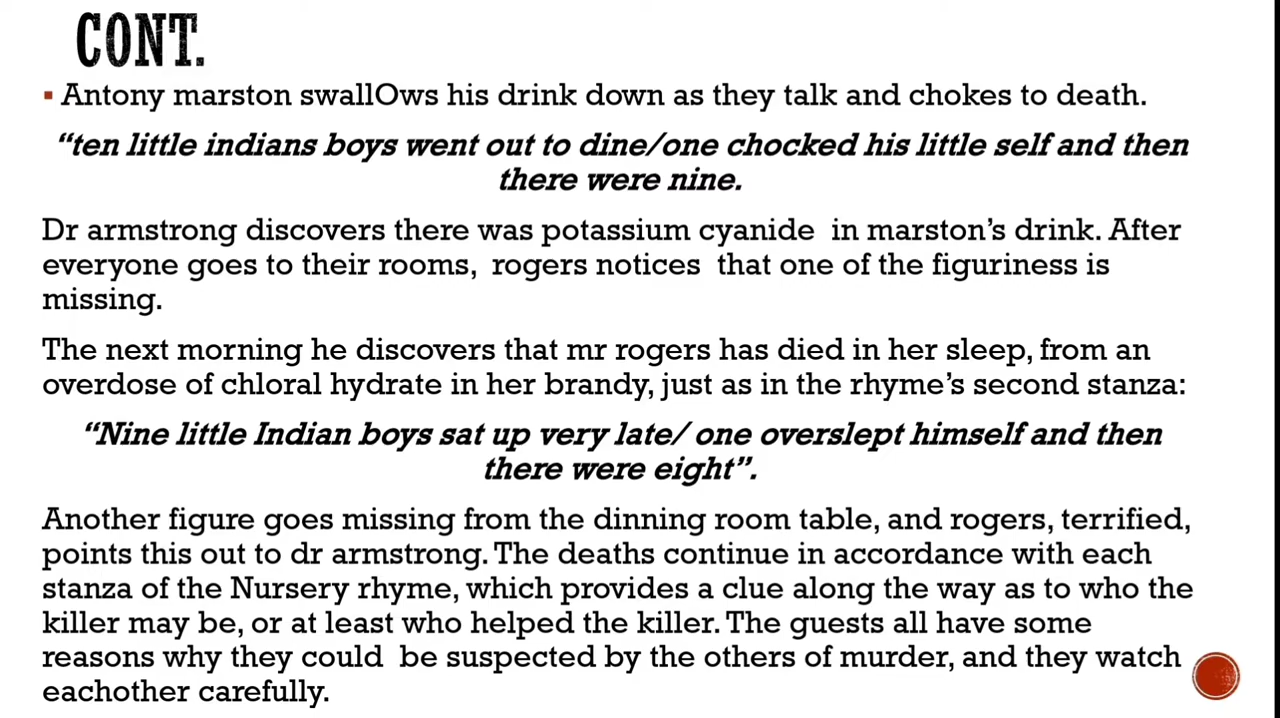 CONT.
▪ Antony marston swallOws his drink down as they talk and chokes to death.
“ten little indians boys went out to dine/one chocked his little self and then
there were nine.
Dr armstrong discovers there was potassium cyanide in marston’s drink. After
everyone goes to their rooms, rogers notices that one of the figuriness is
missing.
The next morning he discovers that mr rogers has died in her sleep, from an
overdose of chloral hydrate in her brandy, just as in the rhyme’s second stanza:
“Nine little Indian boys sat up very late/ one overslept himself and then
there were eight”.
Another figure goes missing from the dinning room table, and rogers, terrified,
points this out to dr armstrong. The deaths continue in accordance with each
stanza of the Nursery rhyme, which provides a clue along the way as to who the
killer may be, or at least who helped the killer. The guests all have some
reasons why they could be suspected by the others of murder, and they watch
eachother carefully.